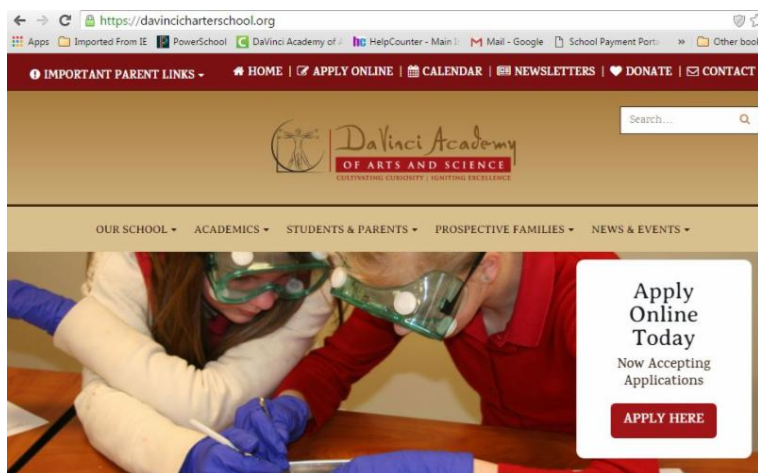 https://davincicharterschool.org
Apps Imported From IE PowerSchool DaVinci Academy of A HelpCounter - Main Mail - Google School Payment Port » Other book
IMPORTANT PARENT LINKS HOME | APPLY ONLINE | CALENDAR | NEWSLETTERS | DONATE | CONTACT
Search...
DaVinci Academy
OF ARTS AND SCIENCE
CULTIVATING CURIOSITY | IGNITING EXCELLENCE
OUR SCHOOL ACADEMICS STUDENTS & PARENTS PROSPECTIVE FAMILIES NEWS & EVENTS
Apply
Online
Today
Now Accepting
Applications
APPLY HERE